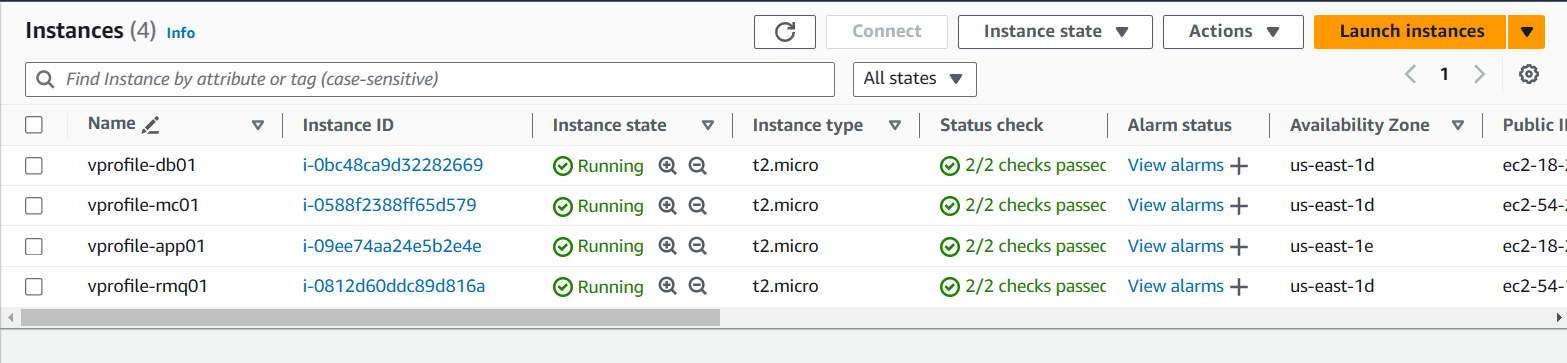 Instances (4) Info Connect Instance state Actions Launch instances
Find Instance by attribute or tag (case-sensitive) All states 1
Name Instance ID Instance state Instance type Status check Alarm status Availability Zone Public
vprofile-db01 i-0bc48ca9d32282669 Running t2.micro 2/2 checks passec View alarms us-east-1d ec2-18-
vprofile-mc01 i-0588f2388ff65d579 Running t2.micro 2/2 checks passec View alarms us-east-1d ec2-54-
vprofile-app01 i-09ee74aa24e5b2e4e Running t2.micro 2/2 checks passec View alarms us-east-1e ec2-18-
vprofile-rmq01 i-0812d60ddc89d816a Running t2.micro 2/2 checks passec View alarms us-east-1d ec2-54-